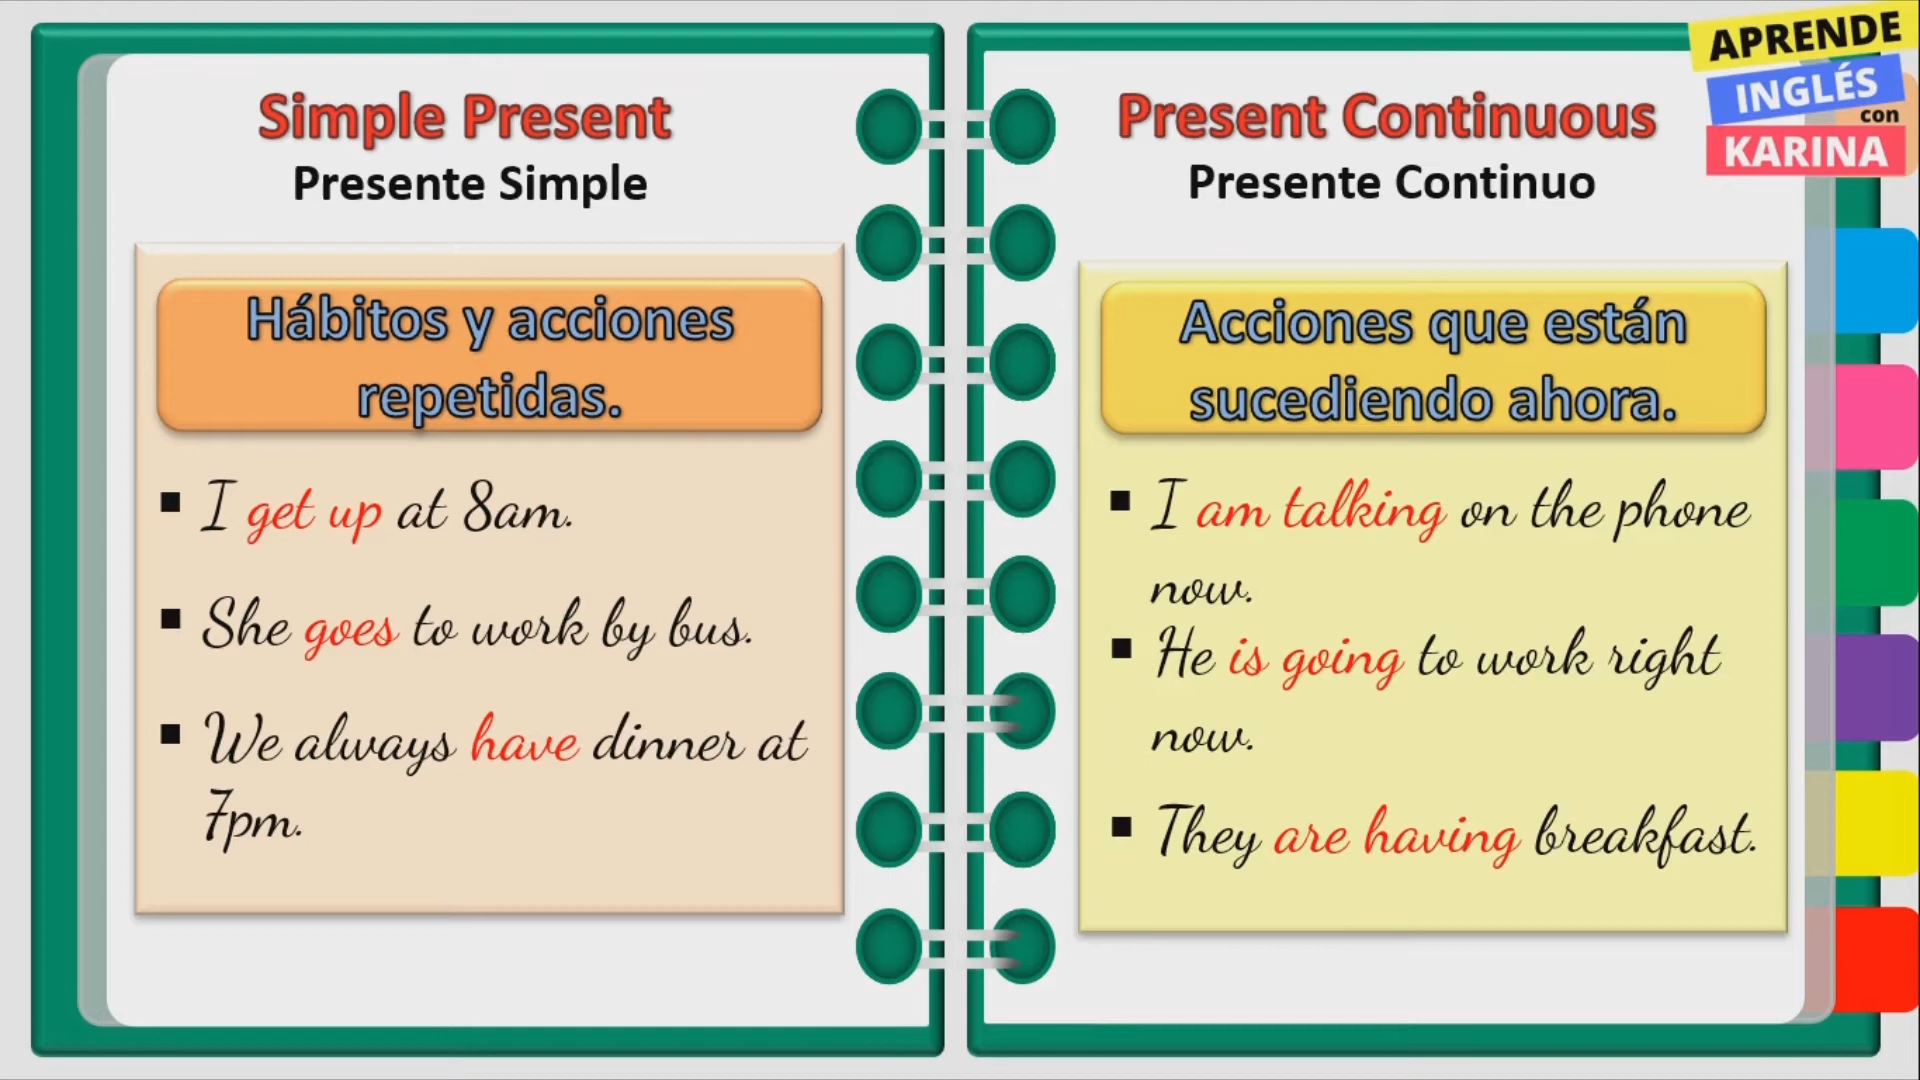 Simple Present
Presente Simple
Hábitos y acciones
repetidas.
I get up at 8am.
She goes to work by bus.
We always have dinner at
7pm.
Present Continuous
Presente Continuo
Acciones que están
sucediendo ahora.
I am talking on the phone
now.
He is going to work right
now.
They are having breakfast.
APRENDE
INGLÉS
con
KARINA